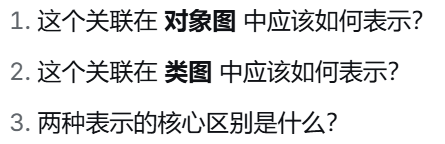 1. 这个关联在 对象图 中应该如何表示?
2. 这个关联在 类图 中应该如何表示?
3. 两种表示的核心区别是什么?